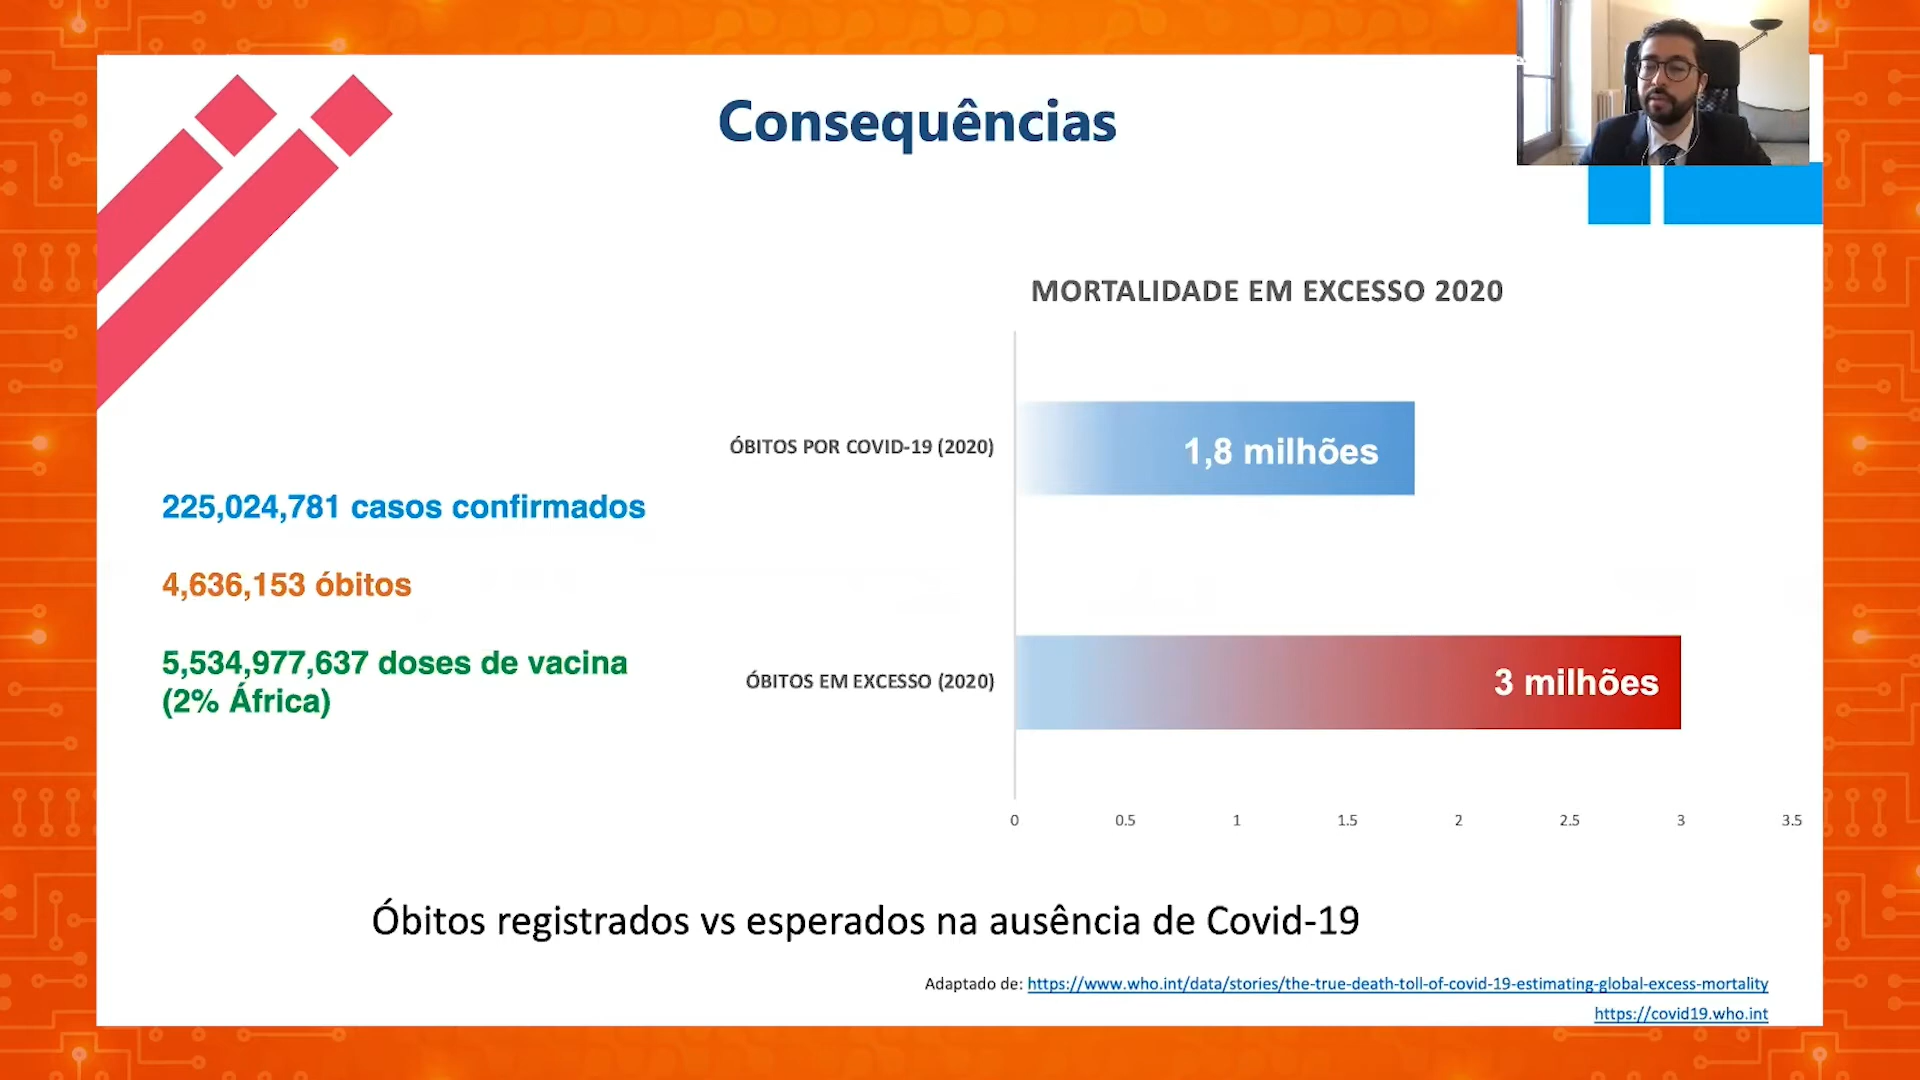 Consequências
MORTALIDADE EM EXCESSO 2020
ÓBITOS POR COVID-19 (2020)
1,8 milhões
225,024,781 casos confirmados
4,636,153 óbitos
5,534,977,637 doses de vacina
(2% África)
ÓBITOS EM EXCESSO (2020)
3 milhões
0 0.5 1 1.5 2 2.5 3 3.5
Óbitos registrados vs esperados na ausência de Covid-19
Adaptado de: https://www.who.int/data/stories/the-true-death-toll-of-covid-19-estimating-global-excess-mortality
https://covid19.who.int